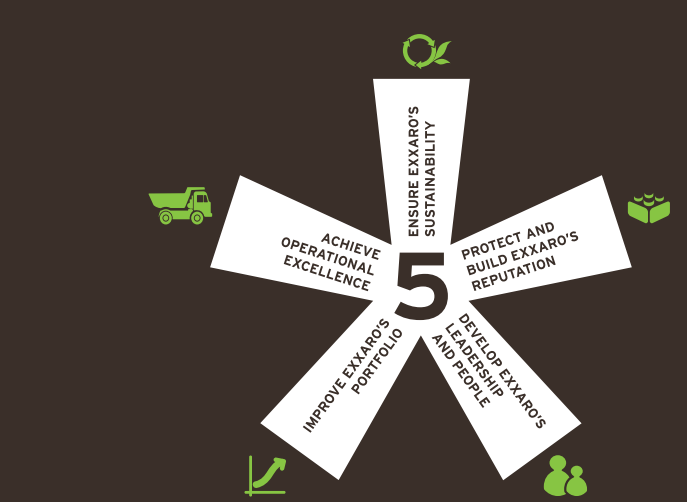 ENSURE EXXARO'S
SUSTAINABILITY
PROTECT AND
BUILD EXXARO'S
REPUTATION
DEVELOP EXXARO'S
LEADERSHIP
AND PEOPLE
IMPROVE EXXARO'S
PORTFOLIO
ACHIEVE
OPERATIONAL
EXCELLENCE
5